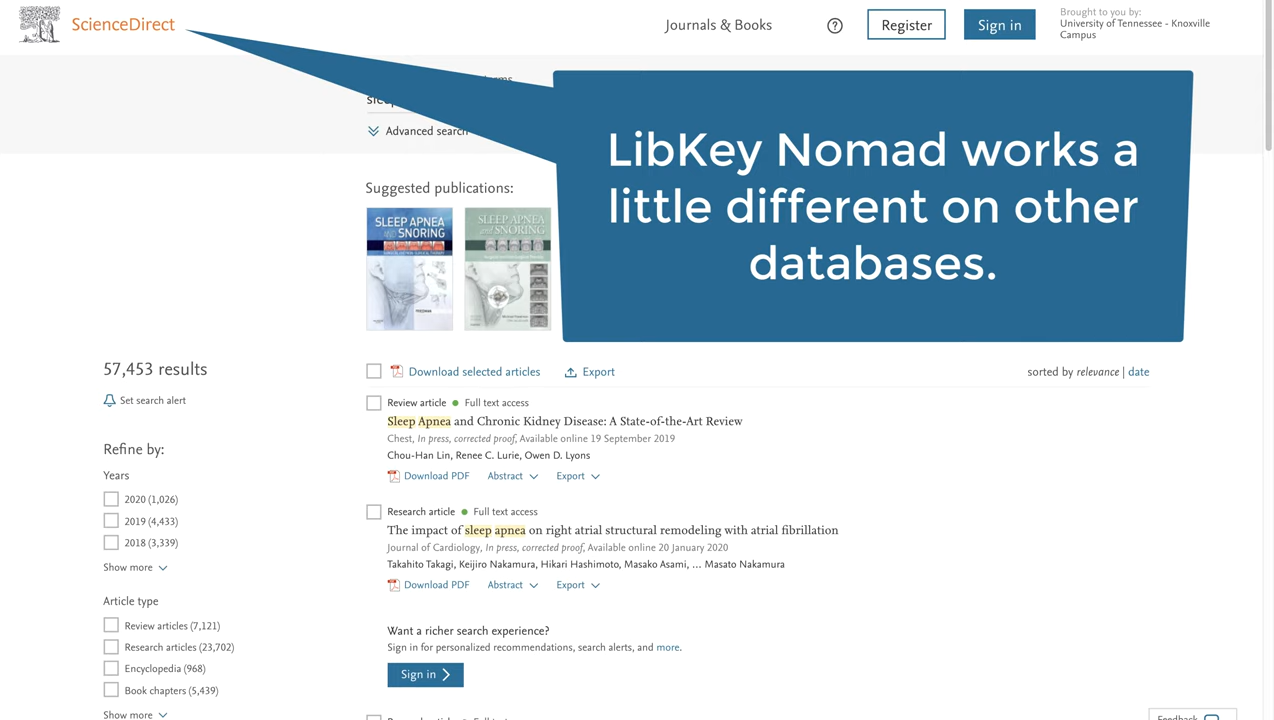 ScienceDirect
Journals & Books
?
Register
Sign in
Brought to you by:
University of Tennessee - Knoxville
Campus
LibKey Nomad works a
little different on other
databases.
Advanced search
Suggested publications:
SLEEP APNEA
SNORING
FRIEDMAN
SLEEP APNEA
AND SNORING
57,453 results
Set search alert
Download selected articles
Export
sorted by relevance | date
Review article
Full text access
Sleep Apnea and Chronic Kidney Disease: A State-of-the-Art Review
Chest, In press, corrected proof, Available online 19 September 2019
Chou-Han Lin, Renee C. Lurie, Owen D. Lyons
Download PDF
Abstract
Export
Refine by:
Years
2020 (1,026)
2019 (4,433)
2018 (3,339)
Show more
Research article
Full text access
The impact of sleep apnea on right atrial structural remodeling with atrial fibrillation
Journal of Cardiology, In press, corrected proof, Available online 20 January 2020
Takahito Takagi, Keijiro Nakamura, Hikari Hashimoto, Masako Asami, ... Masato Nakamura
Download PDF
Abstract
Export
Article type
Review articles (7,121)
Research articles (23,702)
Encyclopedia (968)
Book chapters (5,439)
Show more
Want a richer search experience?
Sign in for personalized recommendations, search alerts, and more.
Sign in
Feedback